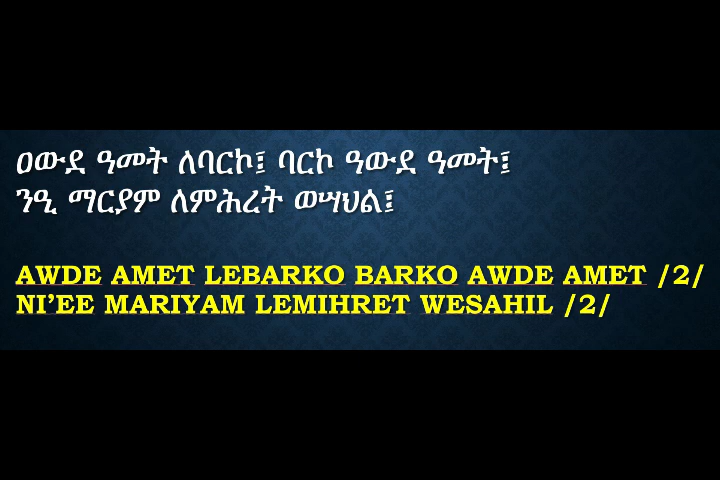 ዐውደ ዓመት ለባርኮ፤ ባርኮ ዓውደ ዓመት፤
ንዒ ማርያም ለምሕረት ወሣህል፤
AWDE AMET LEBARKO BARKO AWDE AMET /2/
NI’EE MARIYAM LEMIHRET WESAHIL /2/